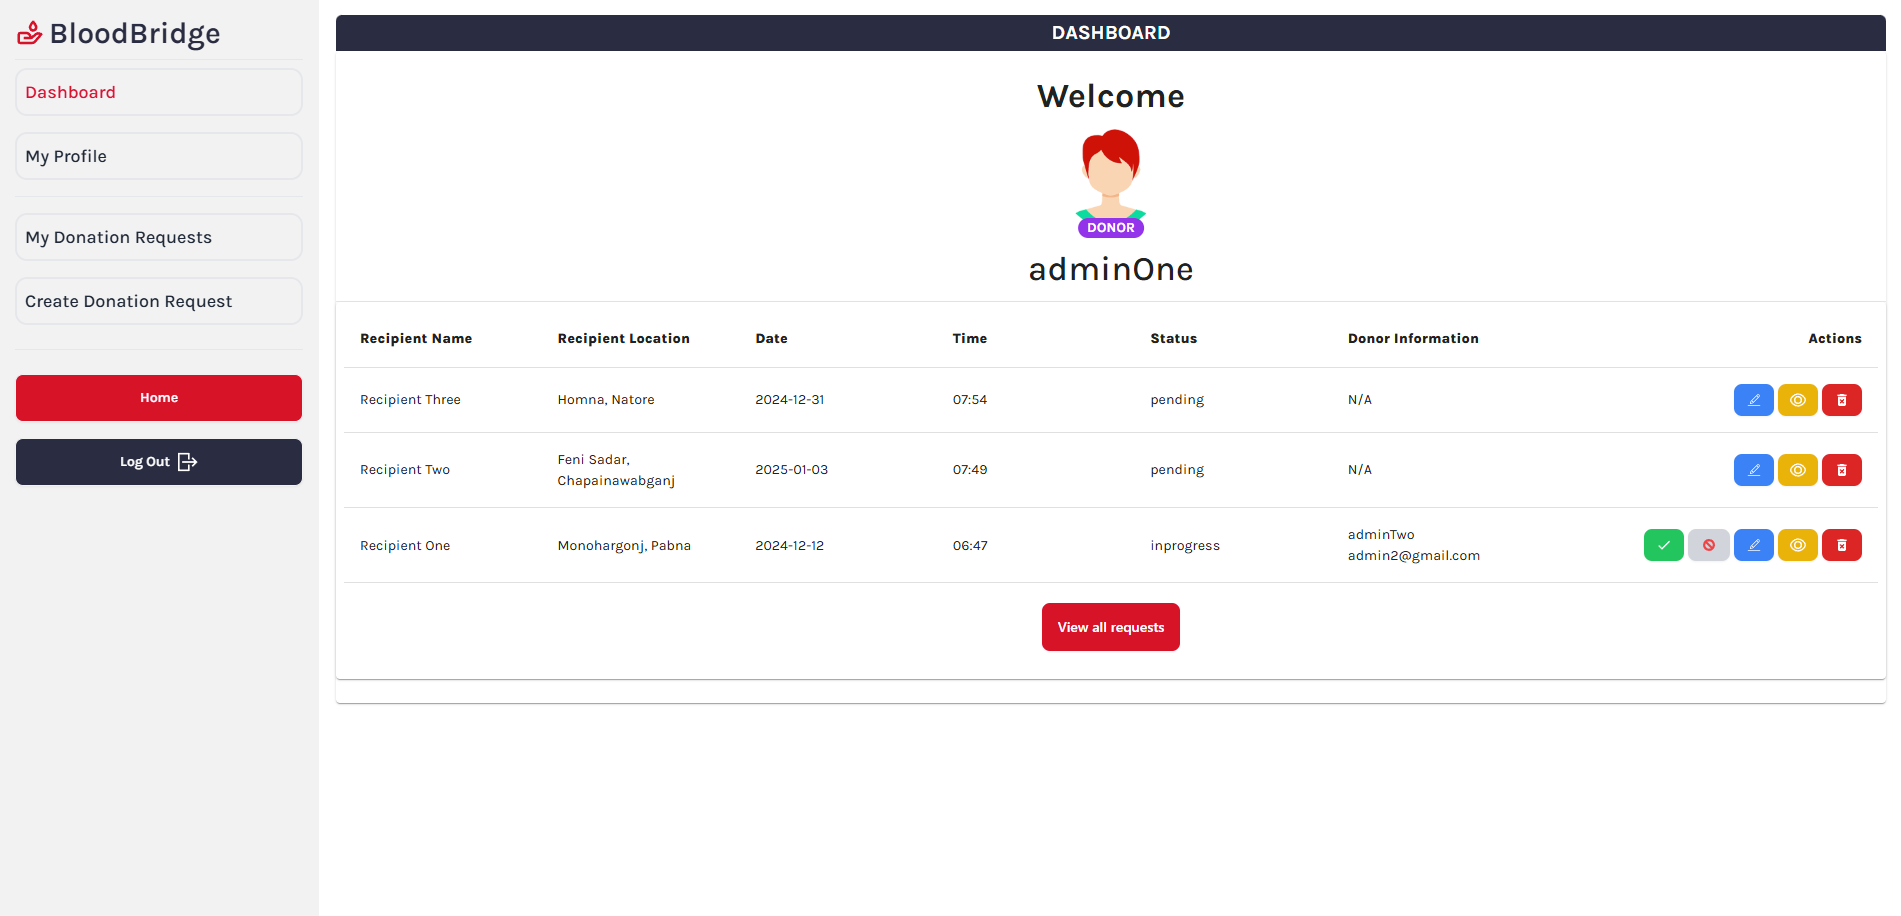 BloodBridge
Dashboard
My Profile
My Donation Requests
Create Donation Request
Home
Log Out
DASHBOARD
Welcome
DONOR
adminOne
Recipient Name Recipient Location Date Time Status Donor Information Actions
Recipient Three Homna, Natore 2024-12-31 07:54 pending N/A
Recipient Two Feni Sadar, Chapainawabganj 2025-01-03 07:49 pending N/A
Recipient One Monohargonj, Pabna 2024-12-12 06:47 inprogress adminTwo admin2@gmail.com
View all requests